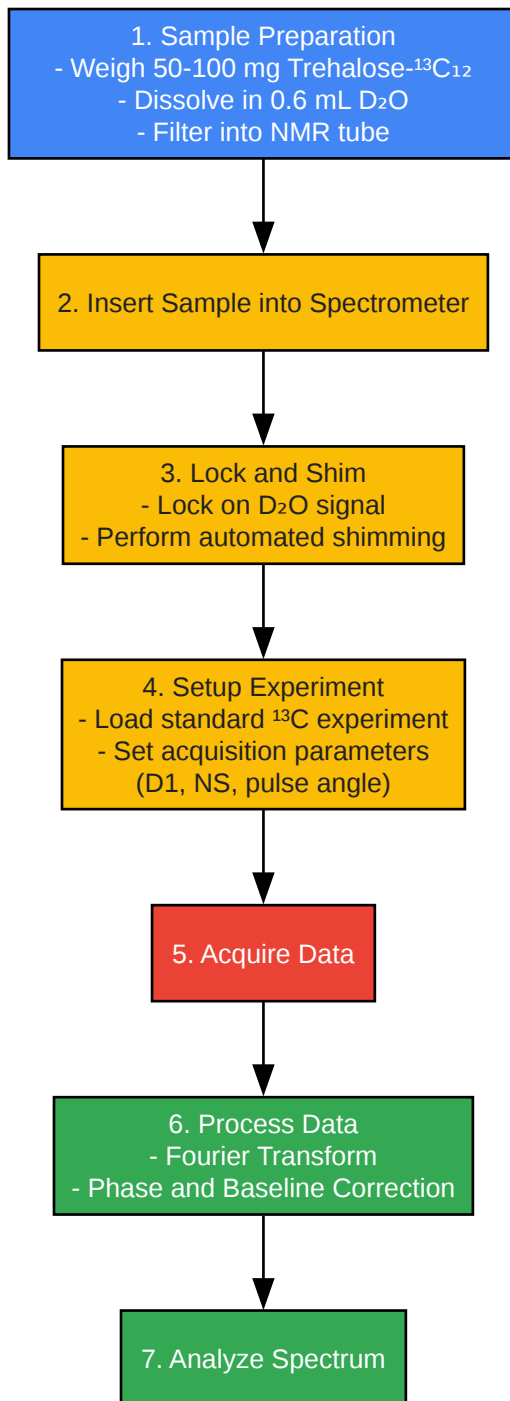 1. Sample Preparation
- Weigh 50-100 mg Trehalose-¹³C₁₂
- Dissolve in 0.6 mL D₂O
- Filter into NMR tube
2. Insert Sample into Spectrometer
3. Lock and Shim
- Lock on D₂O signal
- Perform automated shimming
4. Setup Experiment
- Load standard ¹³C experiment
- Set acquisition parameters
(D1, NS, pulse angle)
5. Acquire Data
6. Process Data
- Fourier Transform
- Phase and Baseline Correction
7. Analyze Spectrum